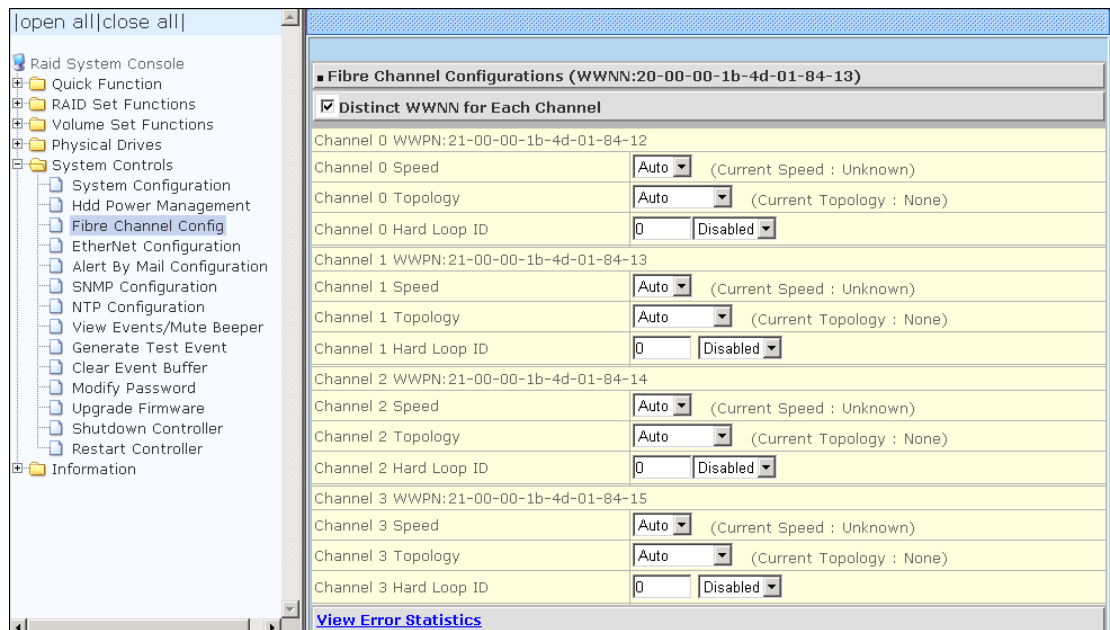 |open all|close all|
Raid System Console
Quick Function
RAID Set Functions
Volume Set Functions
Physical Drives
System Controls
System Configuration
Hdd Power Management
Fibre Channel Config
EtherNet Configuration
Alert By Mail Configuration
SNMP Configuration
NTP Configuration
View Events/Mute Beeper
Generate Test Event
Clear Event Buffer
Modify Password
Upgrade Firmware
Shutdown Controller
Restart Controller
Information
Fibre Channel Configurations (WWNN:20-00-00-1b-4d-01-84-13)
Distinct WWNN for Each Channel
Channel 0 WWPN:21-00-00-1b-4d-01-84-12
Channel 0 Speed Auto (Current Speed : Unknown)
Channel 0 Topology Auto (Current Topology : None)
Channel 0 Hard Loop ID 0 Disabled
Channel 1 WWPN:21-00-00-1b-4d-01-84-13
Channel 1 Speed Auto (Current Speed : Unknown)
Channel 1 Topology Auto (Current Topology : None)
Channel 1 Hard Loop ID 0 Disabled
Channel 2 WWPN:21-00-00-1b-4d-01-84-14
Channel 2 Speed Auto (Current Speed : Unknown)
Channel 2 Topology Auto (Current Topology : None)
Channel 2 Hard Loop ID 0 Disabled
Channel 3 WWPN:21-00-00-1b-4d-01-84-15
Channel 3 Speed Auto (Current Speed : Unknown)
Channel 3 Topology Auto (Current Topology : None)
Channel 3 Hard Loop ID 0 Disabled
View Error Statistics